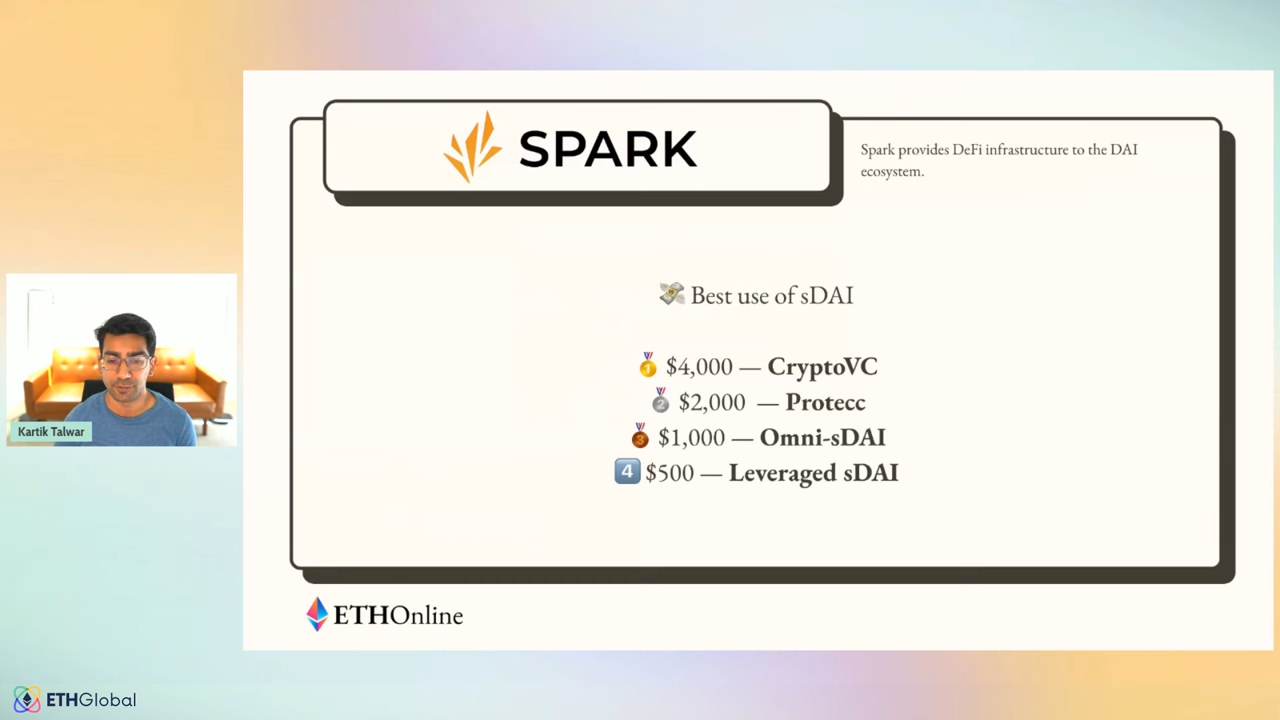 SPARK
Spark provides DeFi infrastructure to the DAI
ecosystem.
💸 Best use of sDAI
🥇 $4,000 — CryptoVC
🥈 $2,000 — Protecc
🥉 $1,000 — Omni-sDAI
4️⃣ $500 — Leveraged sDAI
Kartik Talwar
ETHOnline
ETHGlobal